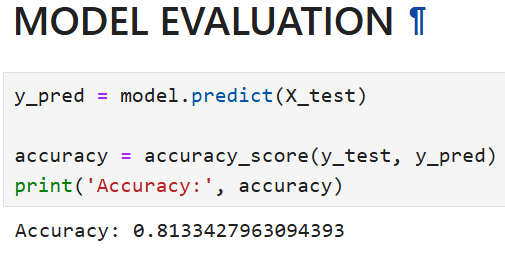 MODEL EVALUATION ¶
y_pred = model.predict(X_test)
accuracy = accuracy_score(y_test, y_pred)
print('Accuracy:', accuracy)
Accuracy: 0.8133427963094393